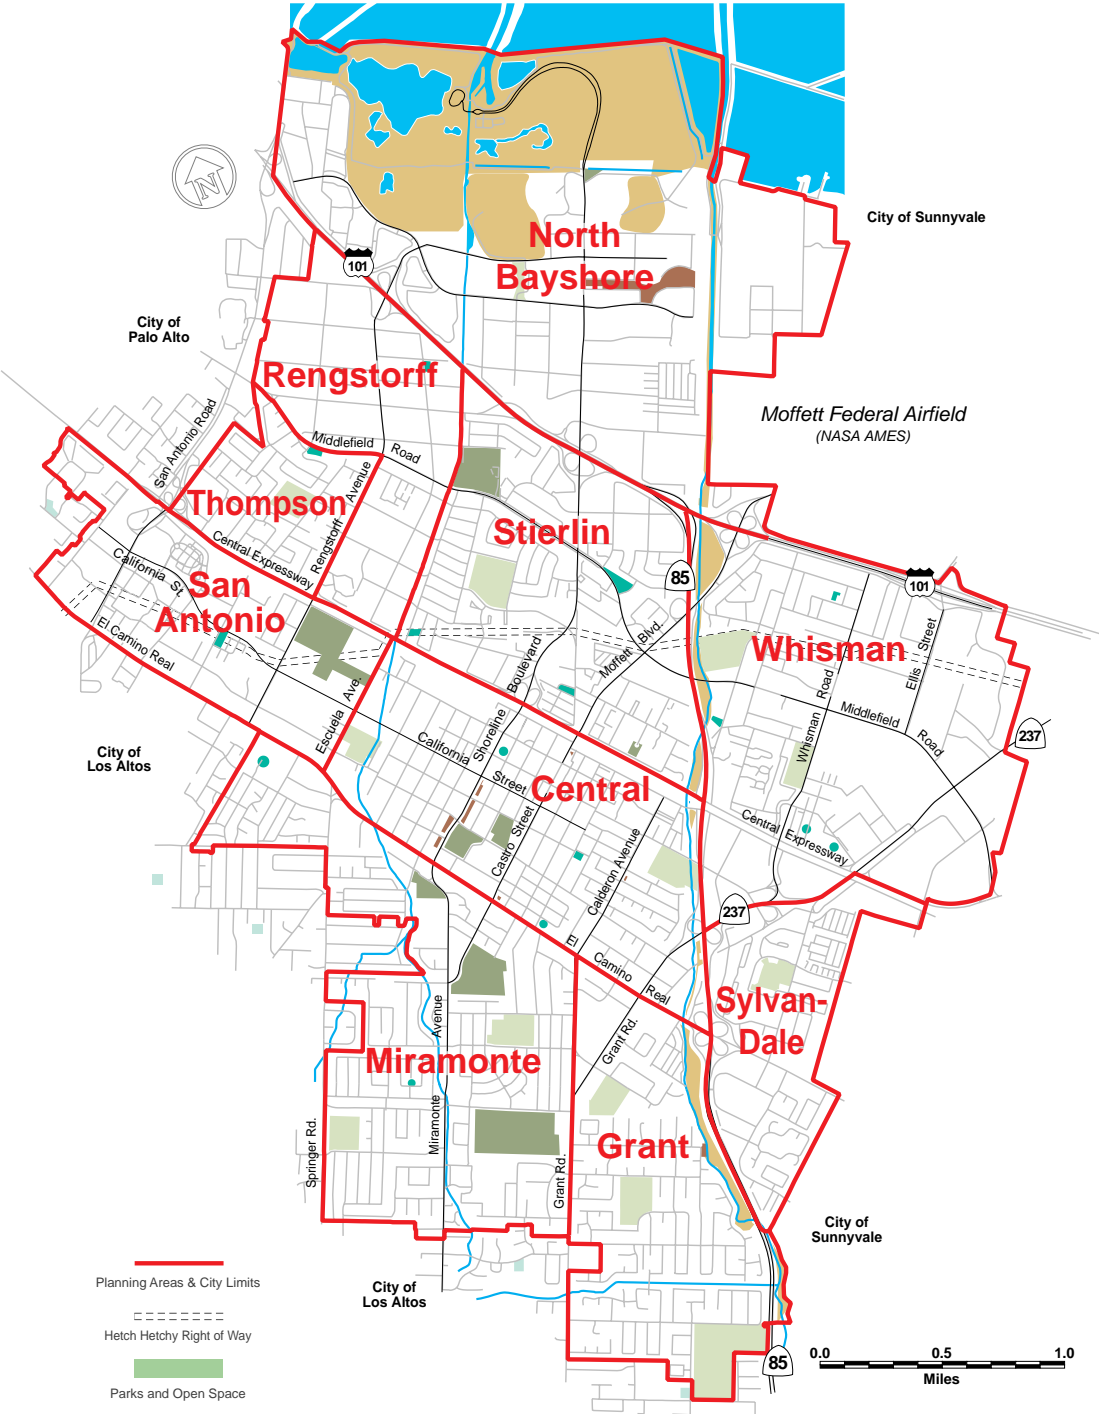 N
City of Sunnyvale
North
Bayshore
101
City of
Palo Alto
Rengstorff
Moffett Federal Airfield
(NASA AMES)
San Antonio Road
Middlefield
Road
Thompson
Rengstorff
Avenue
Stierlin
Central Expressway
California St.
San
Antonio
85
101
El Camino Real
Whisman
Moffett Blvd.
Ellis Street
Whisman Road
Middlefield
Road
237
Escuela Ave.
Shoreline
Boulevard
City of
Los Altos
California
Street
Central
Castro Street
Calderon Avenue
Central Expressway
237
El
Camino
Real
Sylvan-
Dale
Grant Rd.
Miramonte
Avenue
Miramonte
Springer Rd.
Grant Rd.
Grant
City of
Sunnyvale
City of
Los Altos
85
Planning Areas & City Limits
Hetch Hetchy Right of Way
Parks and Open Space
0.0 0.5 1.0
Miles